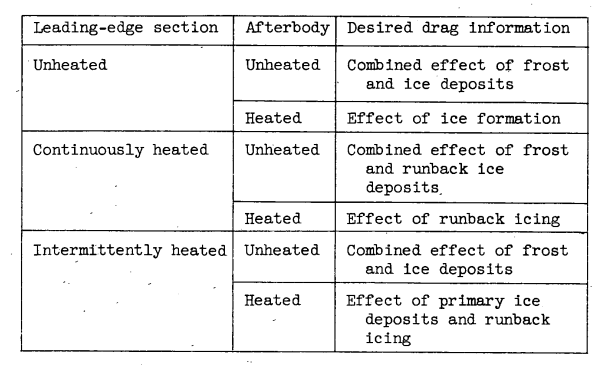 Leading-edge section Afterbody Desired drag information
Unheated Unheated Combined effect of frost
and ice deposits
Heated Effect of ice formation
Continuously heated Unheated Combined effect of frost
and runback ice
deposits.
Heated Effect of runback icing
Intermittently heated Unheated Combined effect of frost
and ice deposits
Heated Effect of primary ice
deposits and runback
icing